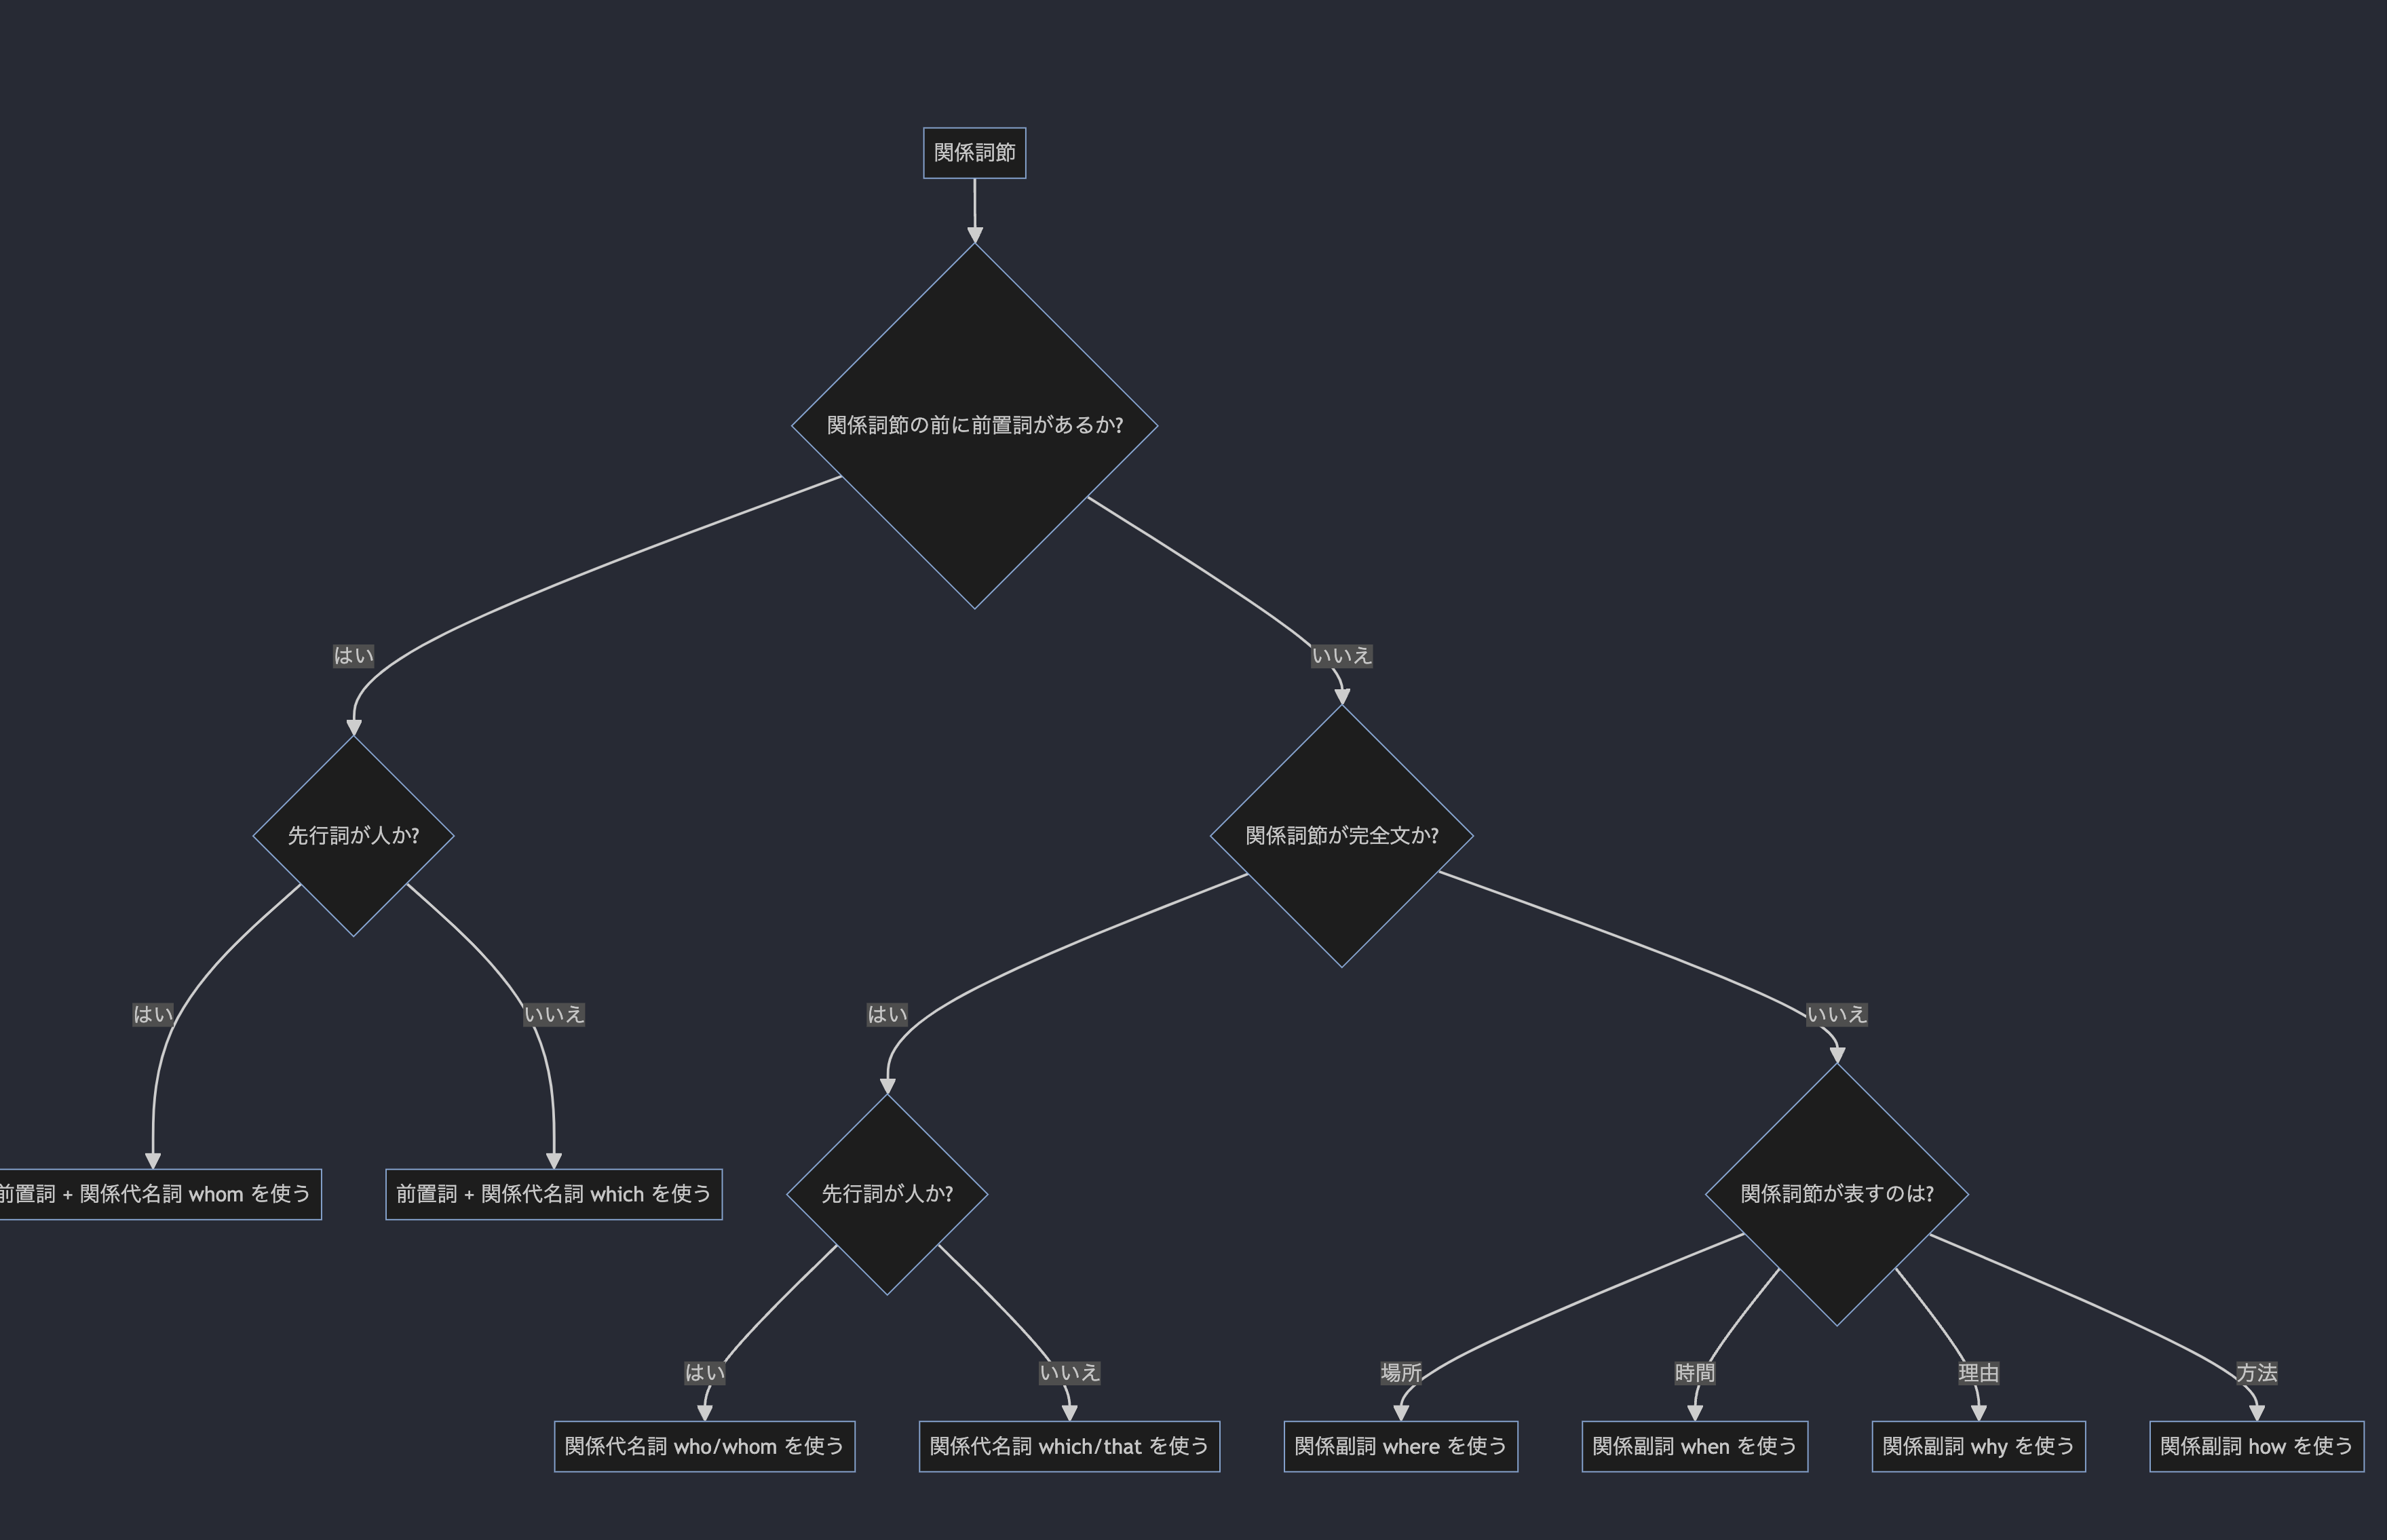 関係詞節
関係詞節の前に前置詞があるか?
はい
いいえ
先行詞が人か?
関係詞節が完全文か?
はい
いいえ
はい
いいえ
前置詞 + 関係代名詞 whom を使う
前置詞 + 関係代名詞 which を使う
先行詞が人か?
関係詞節が表すのは?
はい
いいえ
場所
時間
理由
方法
関係代名詞 who/whom を使う
関係代名詞 which/that を使う
関係副詞 where を使う
関係副詞 when を使う
関係副詞 why を使う
関係副詞 how を使う